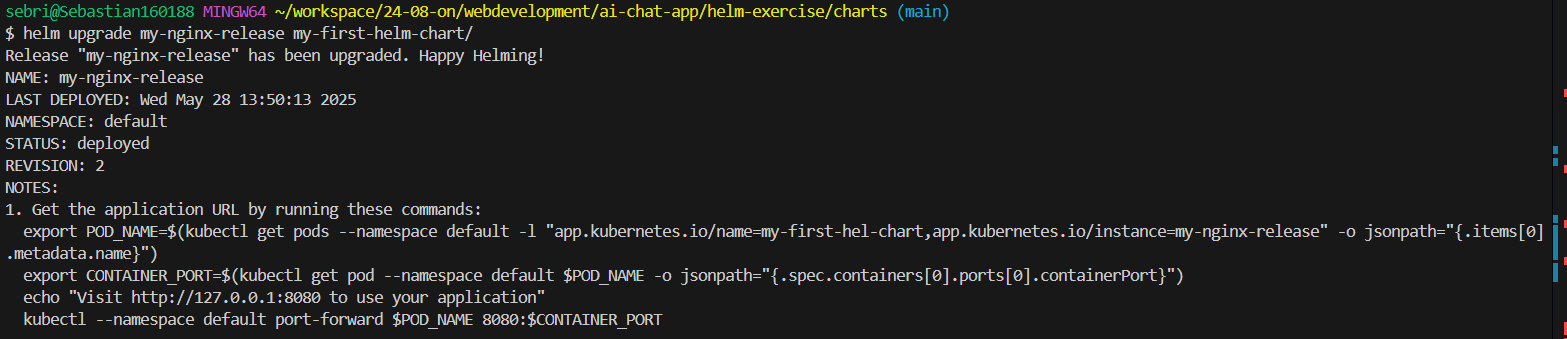 sebri@Sebastian160188 MINGW64 ~/workspace/24-08-on/webdevelopment/ai-chat-app/helm-exercise/charts (main)
$ helm upgrade my-nginx-release my-first-helm-chart/
Release "my-nginx-release" has been upgraded. Happy Helming!
NAME: my-nginx-release
LAST DEPLOYED: Wed May 28 13:50:13 2025
NAMESPACE: default
STATUS: deployed
REVISION: 2
NOTES:
1. Get the application URL by running these commands:
  export POD_NAME=$(kubectl get pods --namespace default -l "app.kubernetes.io/name=my-first-hel-chart,app.kubernetes.io/instance=my-nginx-release" -o jsonpath="{.items[0]
.metadata.name}")
  export CONTAINER_PORT=$(kubectl get pod --namespace default $POD_NAME -o jsonpath="{.spec.containers[0].ports[0].containerPort}")
  echo "Visit http://127.0.0.1:8080 to use your application"
  kubectl --namespace default port-forward $POD_NAME 8080:$CONTAINER_PORT